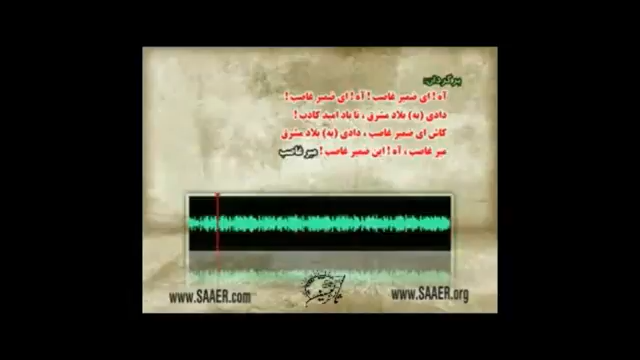 برگردان:
آه ! ای ضمیر غاصب ! آه ! ای ضمیر غاصب !
دادی (به) بلاد مشرق ، تا یاد امید کاذب !
کاش ای ضمیر غاصب ، دادی (به) بلاد مشرق
میر غاصب ، آه ! این ضمیر غاصب ! میر غاصب
www.SAAER.com
www.SAAER.org